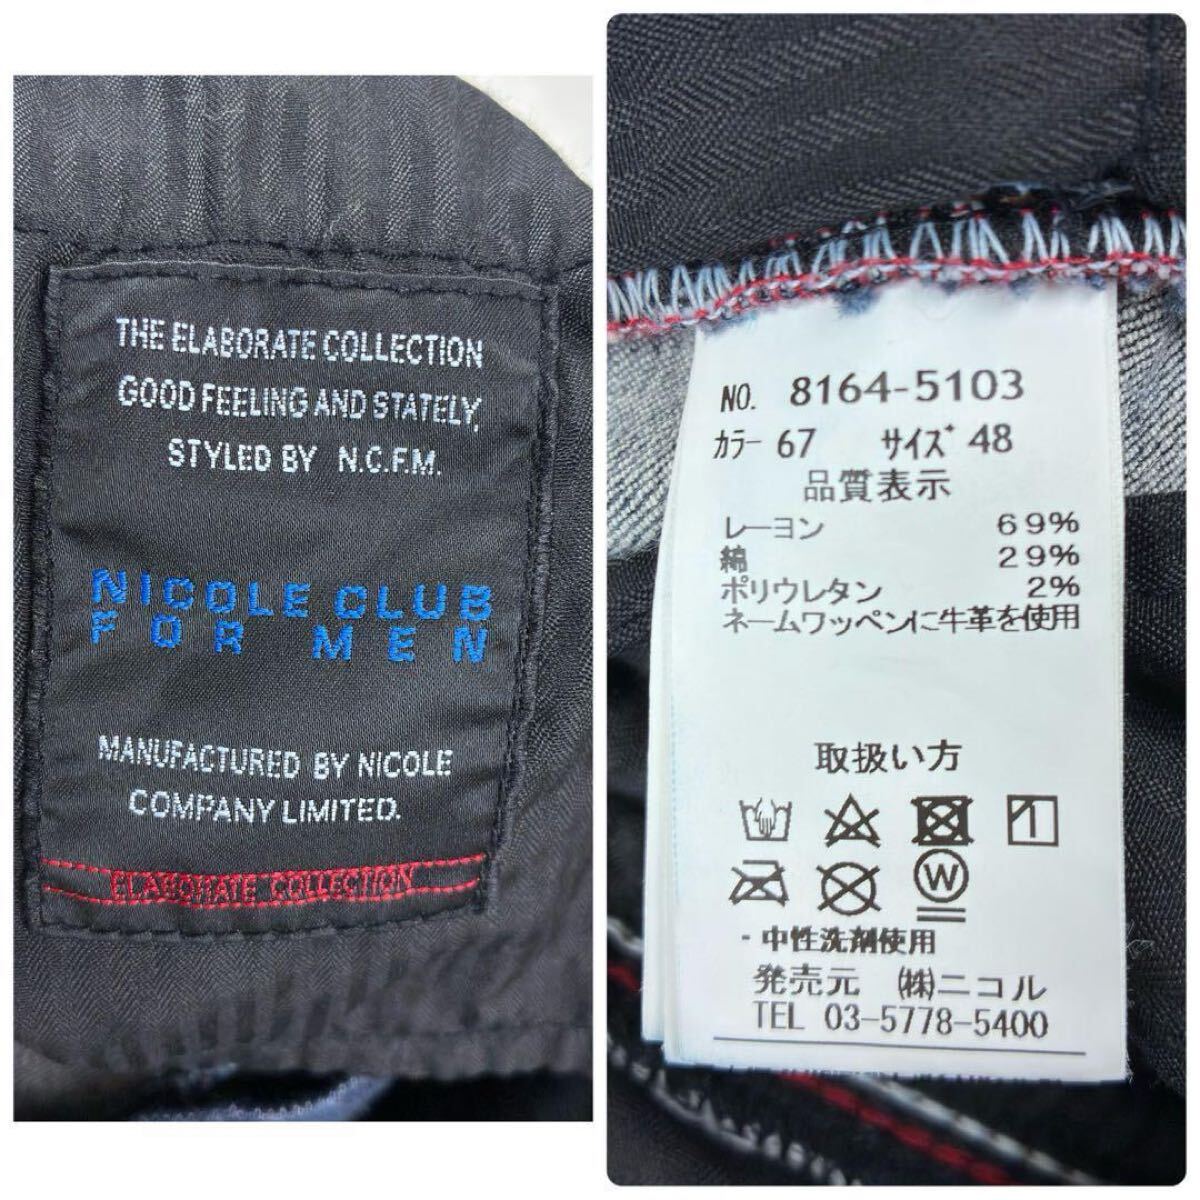 THE ELABORATE COLLECTION
GOOD FEELING AND STATELY,
STYLED BY N.C.F.M.
NICOLE CLUB
FOR MEN
MANUFACTURED BY NICOLE
COMPANY LIMITED.
ELABORATE COLLECTION
NO. 8164-5103
カラー 67 サイズ 48
品質表示
レーヨン 69%
綿 29%
ポリウレタン 2%
ネームワッペンに牛革を使用
取扱い方
W
・中性洗剤使用
発売元 ㈱ニコル
TEL 03-5778-5400